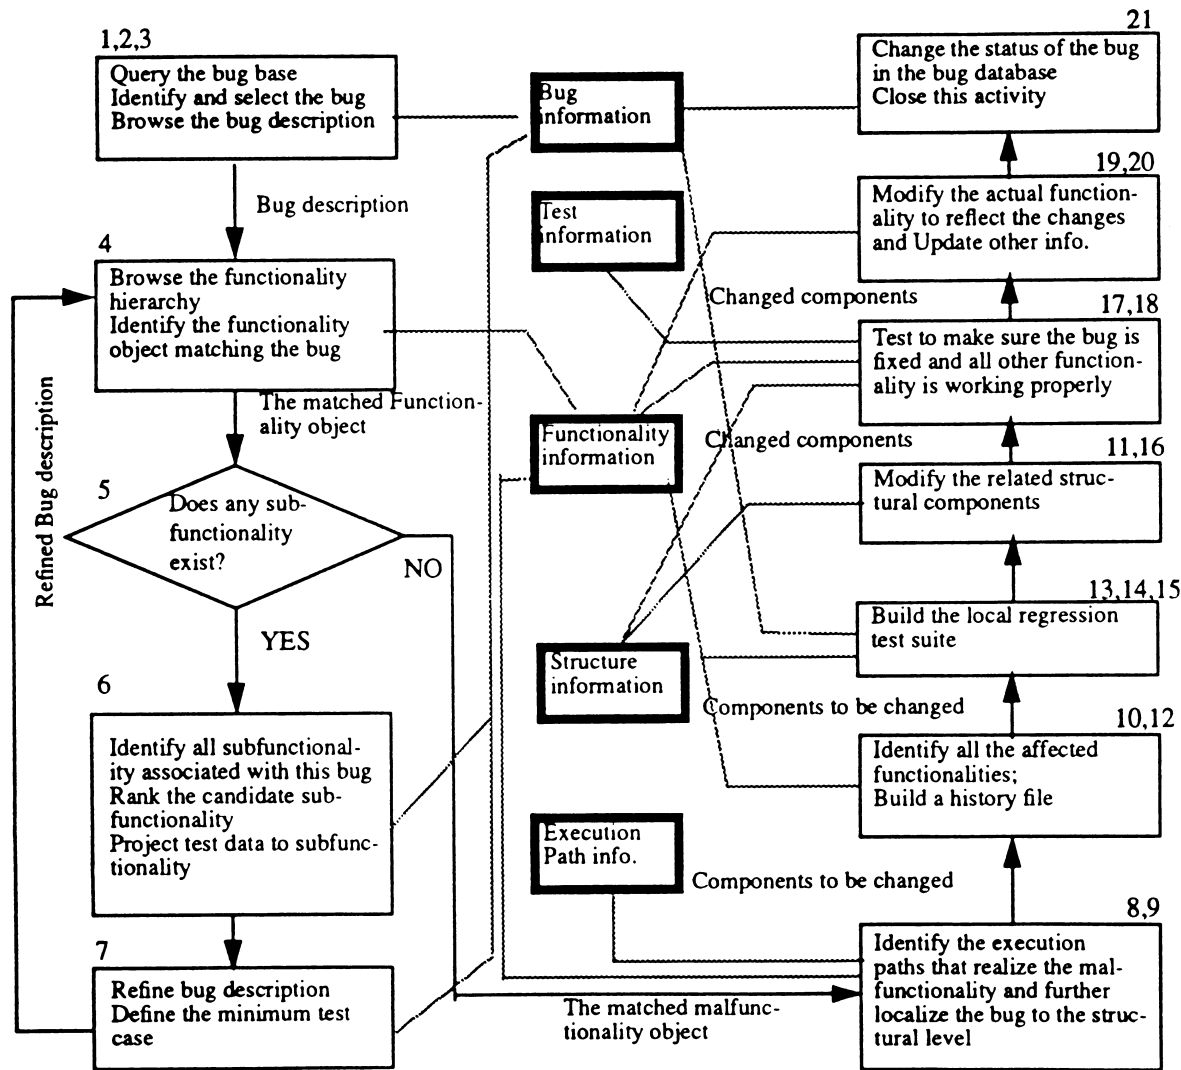 1,2,3
Query the bug base
Identify and select the bug
Browse the bug description
Bug description
4
Browse the functionality
hierarchy
Identify the functionality
object matching the bug
The matched Function-
ality object
Refined Bug description
5
Does any sub-
functionality
exist?
NO
YES
6
Identify all subfunctional-
ity associated with this bug
Rank the candidate sub-
functionality
Project test data to subfunc-
tionality
7
Refine bug description
Define the minimum test
case
Bug
information
Test
information
Functionality
information
Structure
information
Execution
Path info.
The matched malfunc-
tionality object
21
Change the status of the bug
in the bug database
Close this activity
19,20
Modify the actual function-
ality to reflect the changes
and Update other info.
Changed components
17,18
Test to make sure the bug is
fixed and all other function-
ality is working properly
Changed components
11,16
Modify the related struc-
tural components
13,14,15
Build the local regression
test suite
Components to be changed
10,12
Identify all the affected
functionalities;
Build a history file
Components to be changed
8,9
Identify the execution
paths that realize the mal-
functionality and further
localize the bug to the struc-
tural level